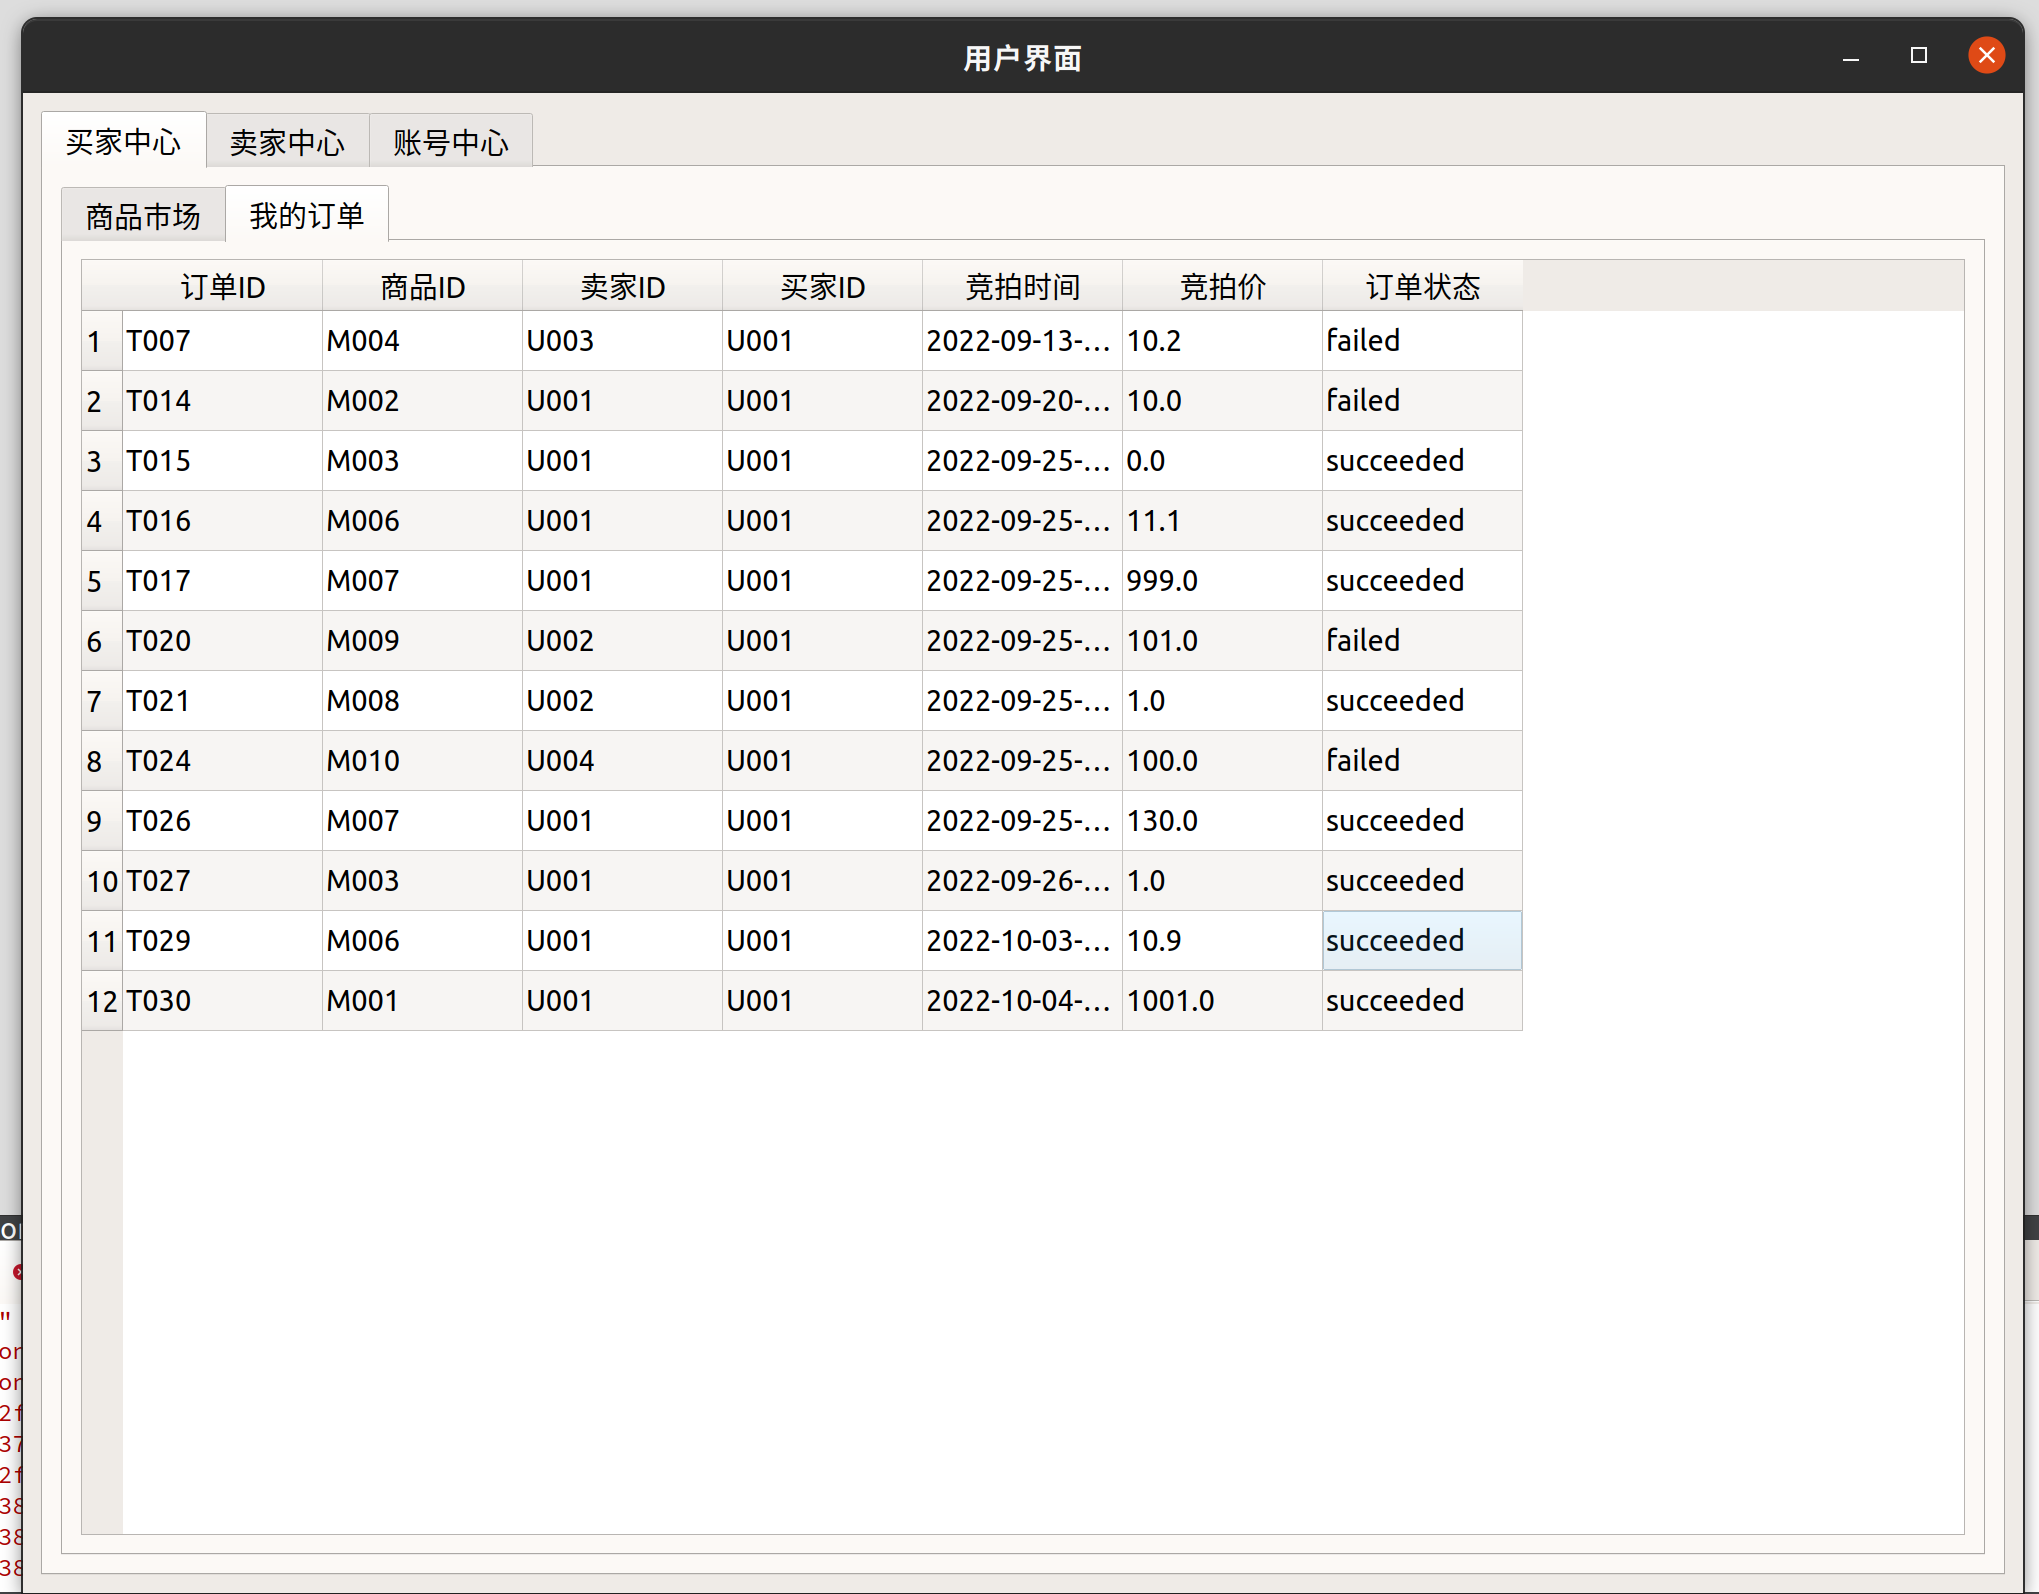 用户界面
买家中心 卖家中心 账号中心
商品市场 我的订单
订单ID 商品ID 卖家ID 买家ID 竞拍时间 竞拍价 订单状态
1 T007 M004 U003 U001 2022-09-13-... 10.2 failed
2 T014 M002 U001 U001 2022-09-20-... 10.0 failed
3 T015 M003 U001 U001 2022-09-25-... 0.0 succeeded
4 T016 M006 U001 U001 2022-09-25-... 11.1 succeeded
5 T017 M007 U001 U001 2022-09-25-... 999.0 succeeded
6 T020 M009 U002 U001 2022-09-25-... 101.0 failed
7 T021 M008 U002 U001 2022-09-25-... 1.0 succeeded
8 T024 M010 U004 U001 2022-09-25-... 100.0 failed
9 T026 M007 U001 U001 2022-09-25-... 130.0 succeeded
10 T027 M003 U001 U001 2022-09-26-... 1.0 succeeded
11 T029 M006 U001 U001 2022-10-03-... 10.9 succeeded
12 T030 M001 U001 U001 2022-10-04-... 1001.0 succeeded